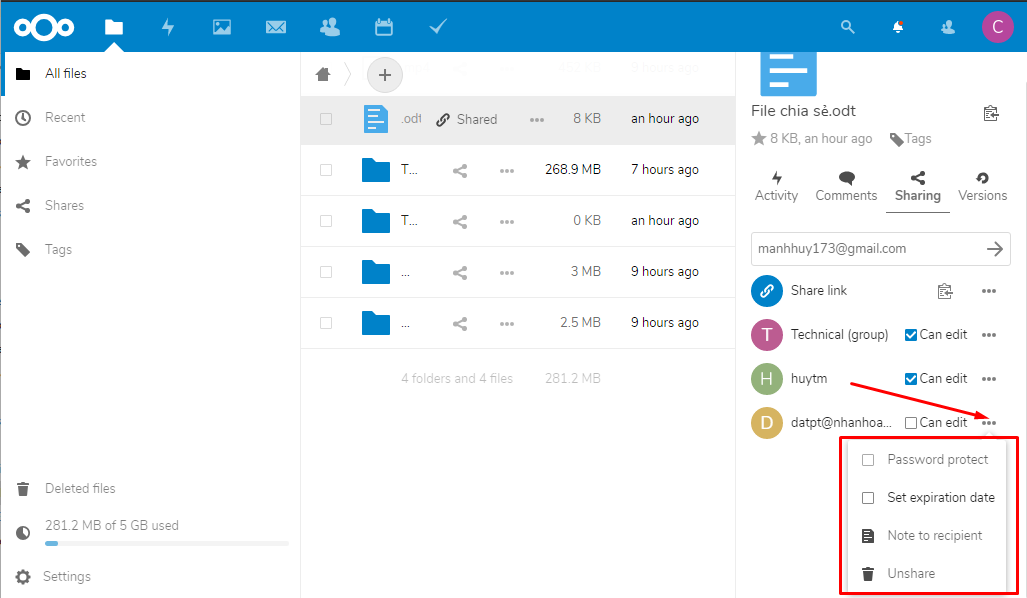 C
All files
Recent
Favorites
Shares
Tags
Deleted files
281.2 MB of 5 GB used
Settings
9 hours ago
.odt Shared 8 KB an hour ago
T... 268.9 MB 7 hours ago
T... 0 KB an hour ago
... 3 MB 9 hours ago
... 2.5 MB 9 hours ago
4 folders and 4 files 281.2 MB
File chia sẻ.odt
8 KB, an hour ago Tags
Activity Comments Sharing Versions
manhhuy173@gmail.com
Share link
T Technical (group) Can edit
H huytm Can edit
D datpt@nhanhoa... Can edit
Password protect
Set expiration date
Note to recipient
Unshare